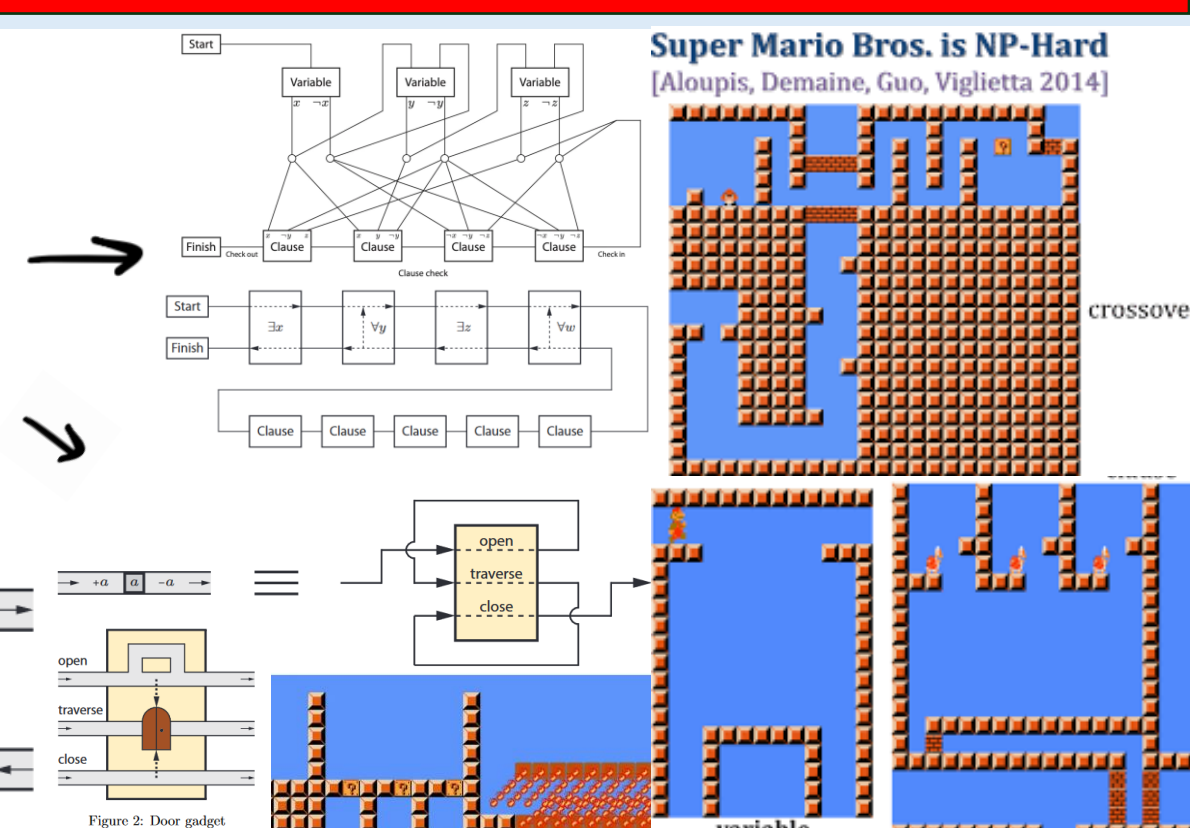 Super Mario Bros. is NP-Hard
[Aloupis, Demaine, Guo, Viglietta 2014]
Start
Variable
Variable
Variable
x ¬x
y ¬y
z ¬z
x ¬y z
x y ¬y
¬x ¬y ¬z
¬x ¬y ¬z
Finish
Check out
Clause
Clause
Clause
Clause
Check in
Clause check
Start
Finish
∃x
∀y
∃z
∀w
Clause
Clause
Clause
Clause
Clause
crossove
+a a -a
open
traverse
close
open
traverse
close
Figure 2: Door gadget
variable